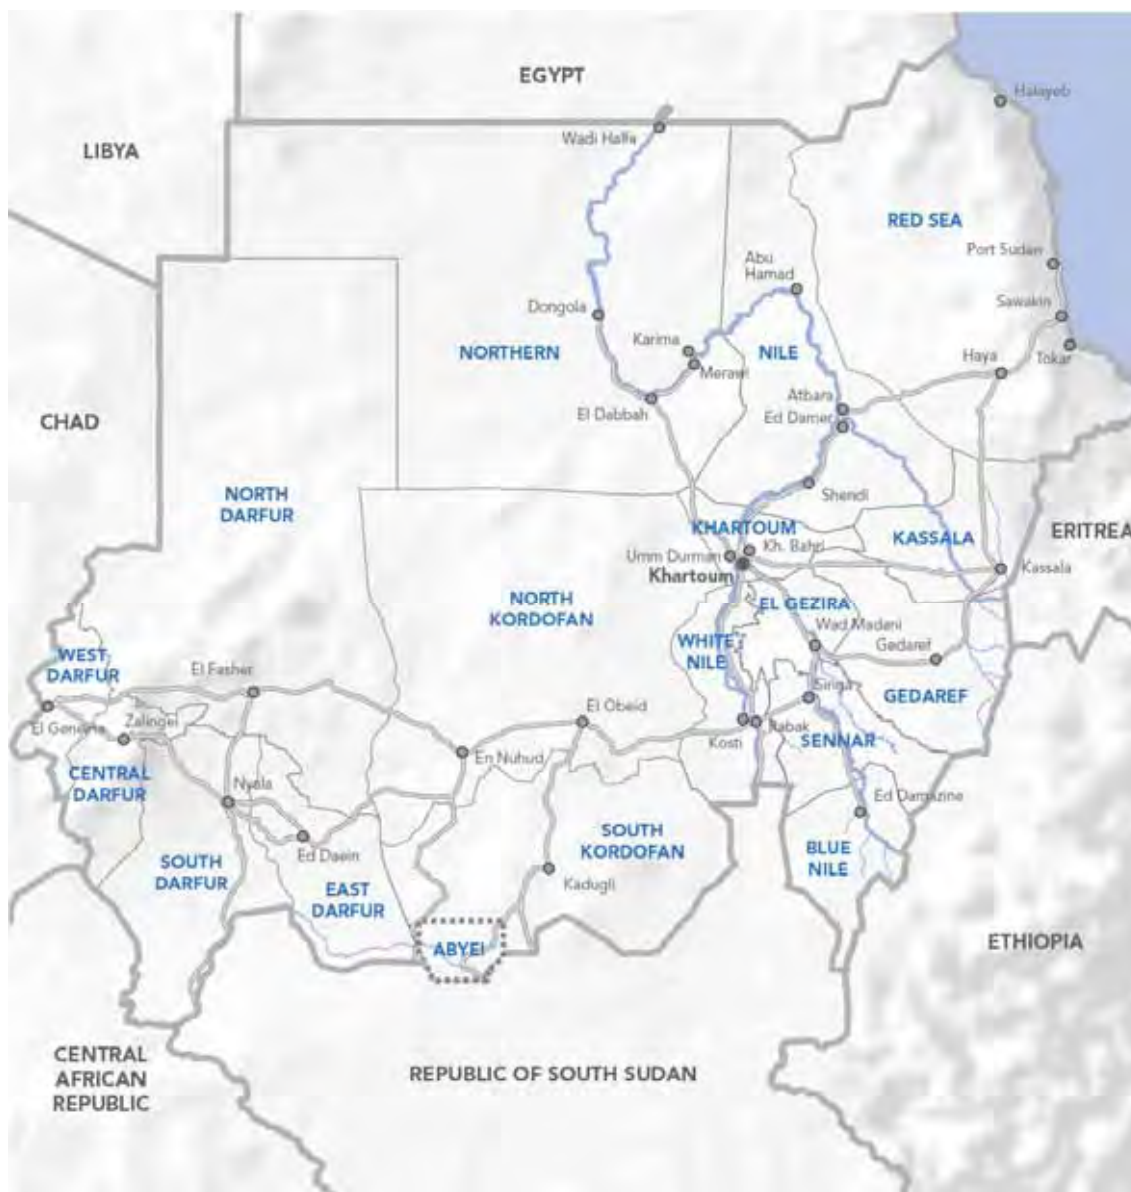 EGYPT
Halayeb
Wadi Halfa
LIBYA
RED SEA
Port Sudan
Abu
Hamad
Sawakin
Dongola
Karima
NORTHERN
NILE
Haya
Tokar
Merawi
Atbara
El Dabbah
Ed Damer
CHAD
NORTH
DARFUR
Shendi
KHARTOUM
KASSALA
ERITREA
Umm Durman
Kh. Bahri
Khartoum
Kassala
NORTH
KORDOFAN
EL GEZIRA
Wad Madani
WHITE
NILE
Gedaref
WEST
DARFUR
El Fasher
Singa
GEDAREF
El Geneina
Zalingei
El Obeid
Kosti
Rabak
SENNAR
En Nuhud
CENTRAL
DARFUR
Nyala
Ed Damazine
SOUTH
KORDOFAN
BLUE
NILE
Ed Daein
SOUTH
DARFUR
EAST
DARFUR
Kadugli
ABYEI
ETHIOPIA
CENTRAL
AFRICAN
REPUBLIC
REPUBLIC OF SOUTH SUDAN